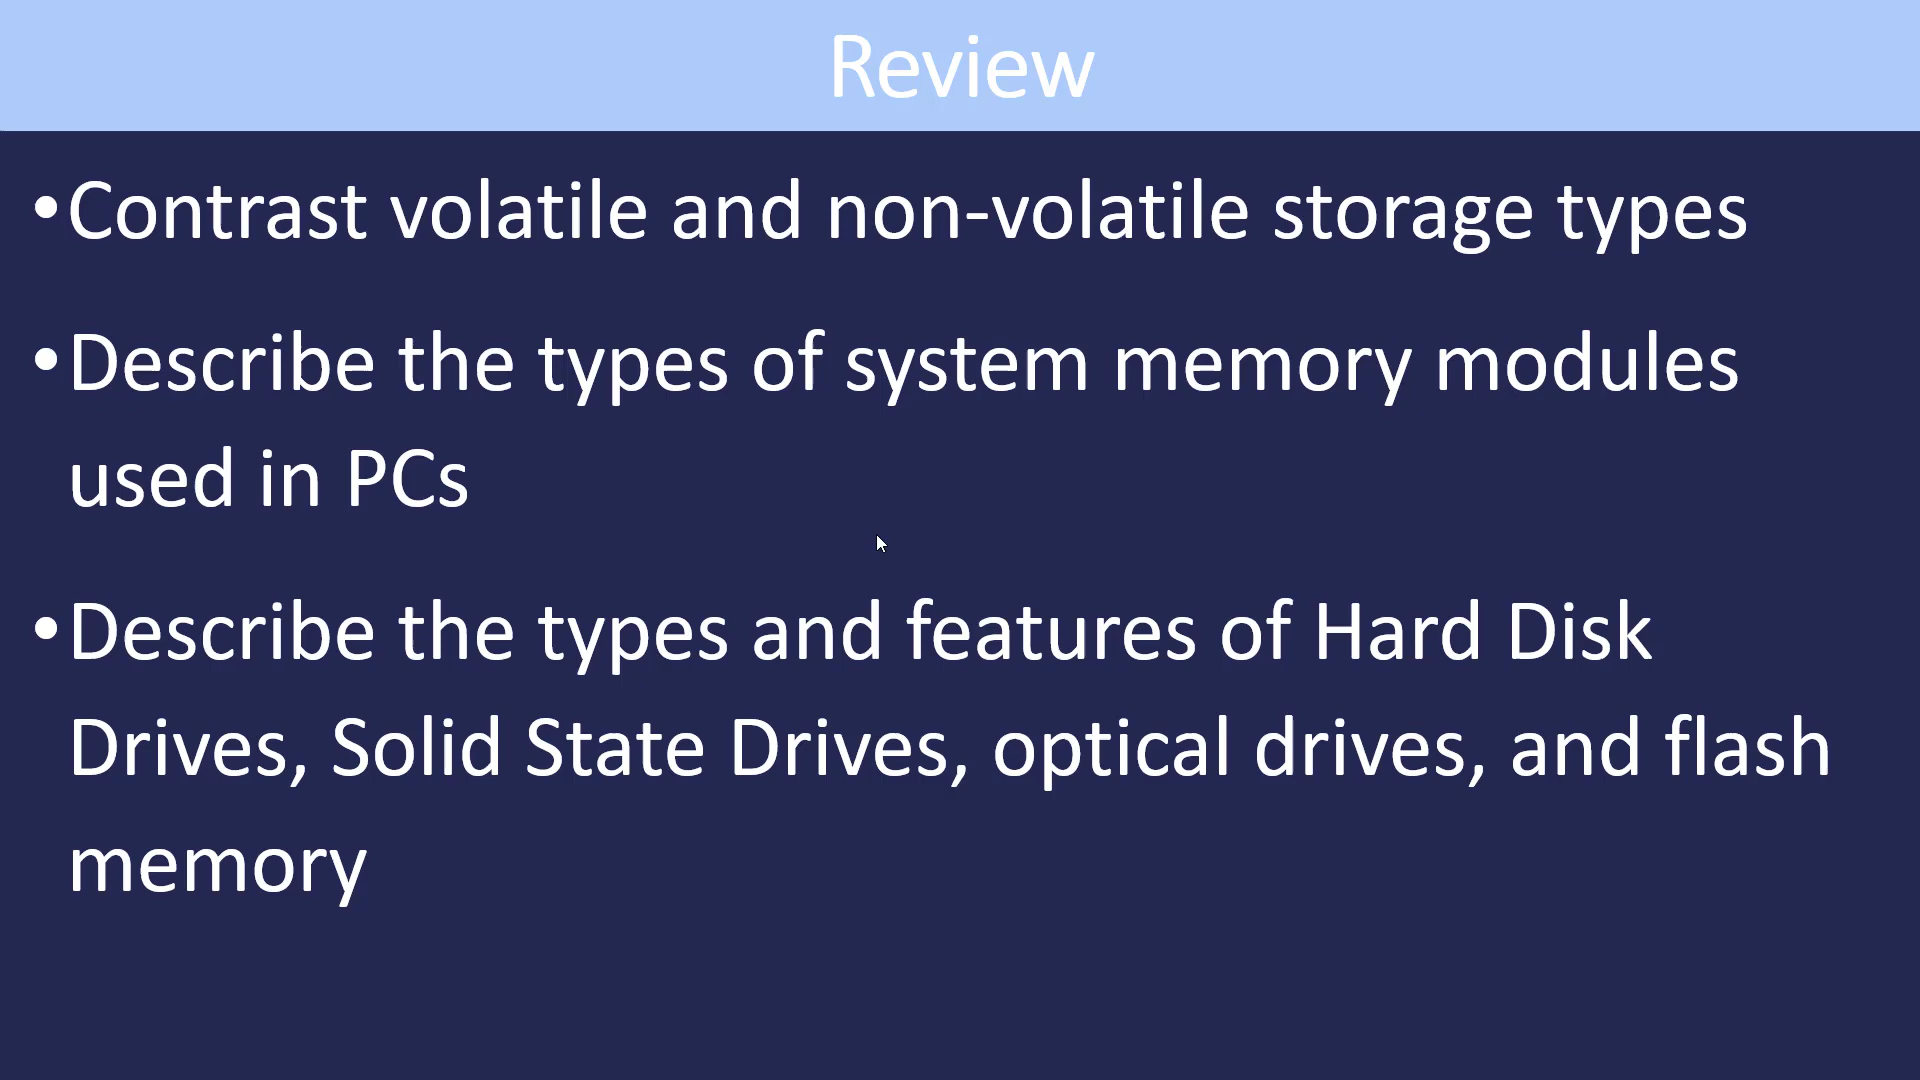 Review
•Contrast volatile and non-volatile storage types
•Describe the types of system memory modules
used in PCs
•Describe the types and features of Hard Disk
Drives, Solid State Drives, optical drives, and flash
memory